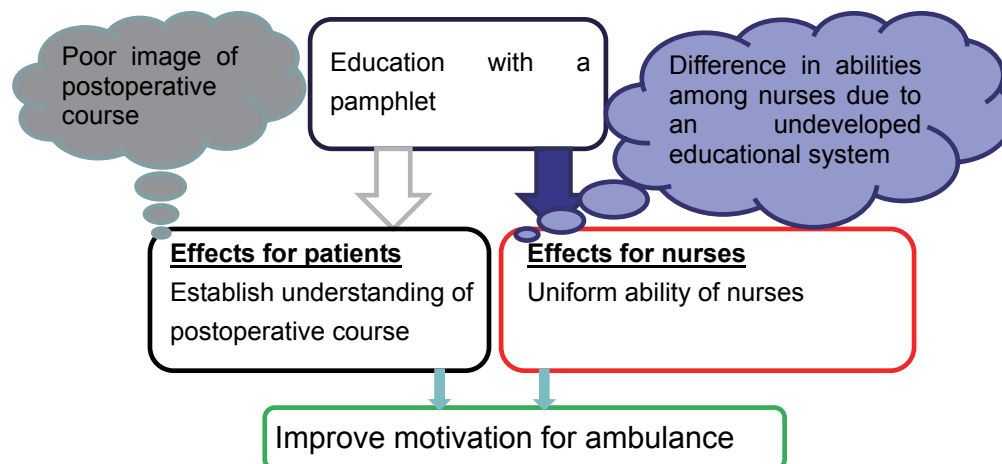 Poor image of
postoperative
course
Education with a
pamphlet
Difference in abilities
among nurses due to
an undeveloped
educational system
Effects for patients
Establish understanding of
postoperative course
Effects for nurses
Uniform ability of nurses
Improve motivation for ambulance